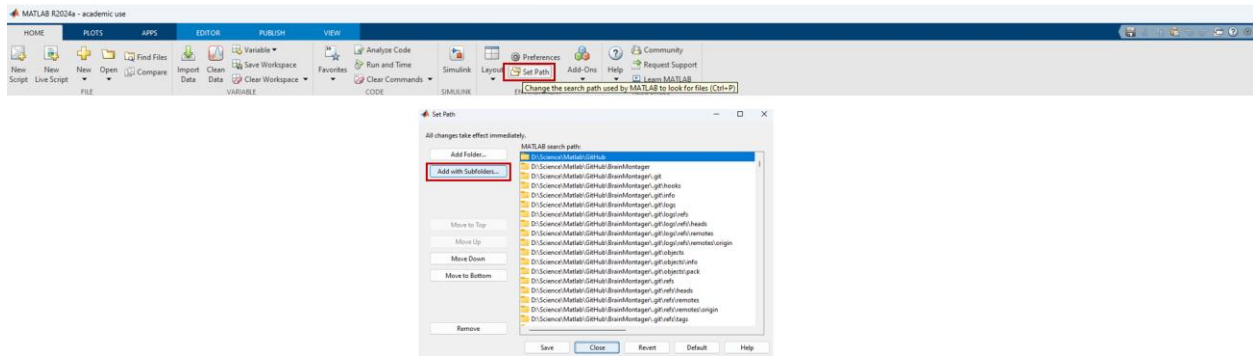 MATLAB R2024a - academic use
HOME PLOTS APPS EDITOR PUBLISH VIEW
New Script
New Live Script
New
Open
Find Files
Compare
Import Data
Clean Data
Variable
Save Workspace
Clear Workspace
Favorites
Analyze Code
Run and Time
Clear Commands
Simulink
Layout
Preferences
Set Path
Add-Ons
Help
Community
Request Support
Learn MATLAB
FILE VARIABLE CODE SIMULINK
Change the search path used by MATLAB to look for files (Ctrl+P)
Set Path
All changes take effect immediately.
MATLAB search path:
Add Folder...
Add with Subfolders...
Move to Top
Move Up
Move Down
Move to Bottom
Remove
D:\Science\Matlab\GitHub
D:\Science\Matlab\GitHub\BrainMontager
D:\Science\Matlab\GitHub\BrainMontager\.git
D:\Science\Matlab\GitHub\BrainMontager\.git\hooks
D:\Science\Matlab\GitHub\BrainMontager\.git\info
D:\Science\Matlab\GitHub\BrainMontager\.git\logs
D:\Science\Matlab\GitHub\BrainMontager\.git\logs\refs
D:\Science\Matlab\GitHub\BrainMontager\.git\logs\refs\heads
D:\Science\Matlab\GitHub\BrainMontager\.git\logs\refs\remotes
D:\Science\Matlab\GitHub\BrainMontager\.git\logs\refs\remotes\origin
D:\Science\Matlab\GitHub\BrainMontager\.git\objects
D:\Science\Matlab\GitHub\BrainMontager\.git\objects\info
D:\Science\Matlab\GitHub\BrainMontager\.git\objects\pack
D:\Science\Matlab\GitHub\BrainMontager\.git\refs
D:\Science\Matlab\GitHub\BrainMontager\.git\refs\heads
D:\Science\Matlab\GitHub\BrainMontager\.git\refs\remotes
D:\Science\Matlab\GitHub\BrainMontager\.git\refs\remotes\origin
D:\Science\Matlab\GitHub\BrainMontager\.git\refs\tags
Save Close Revert Default Help